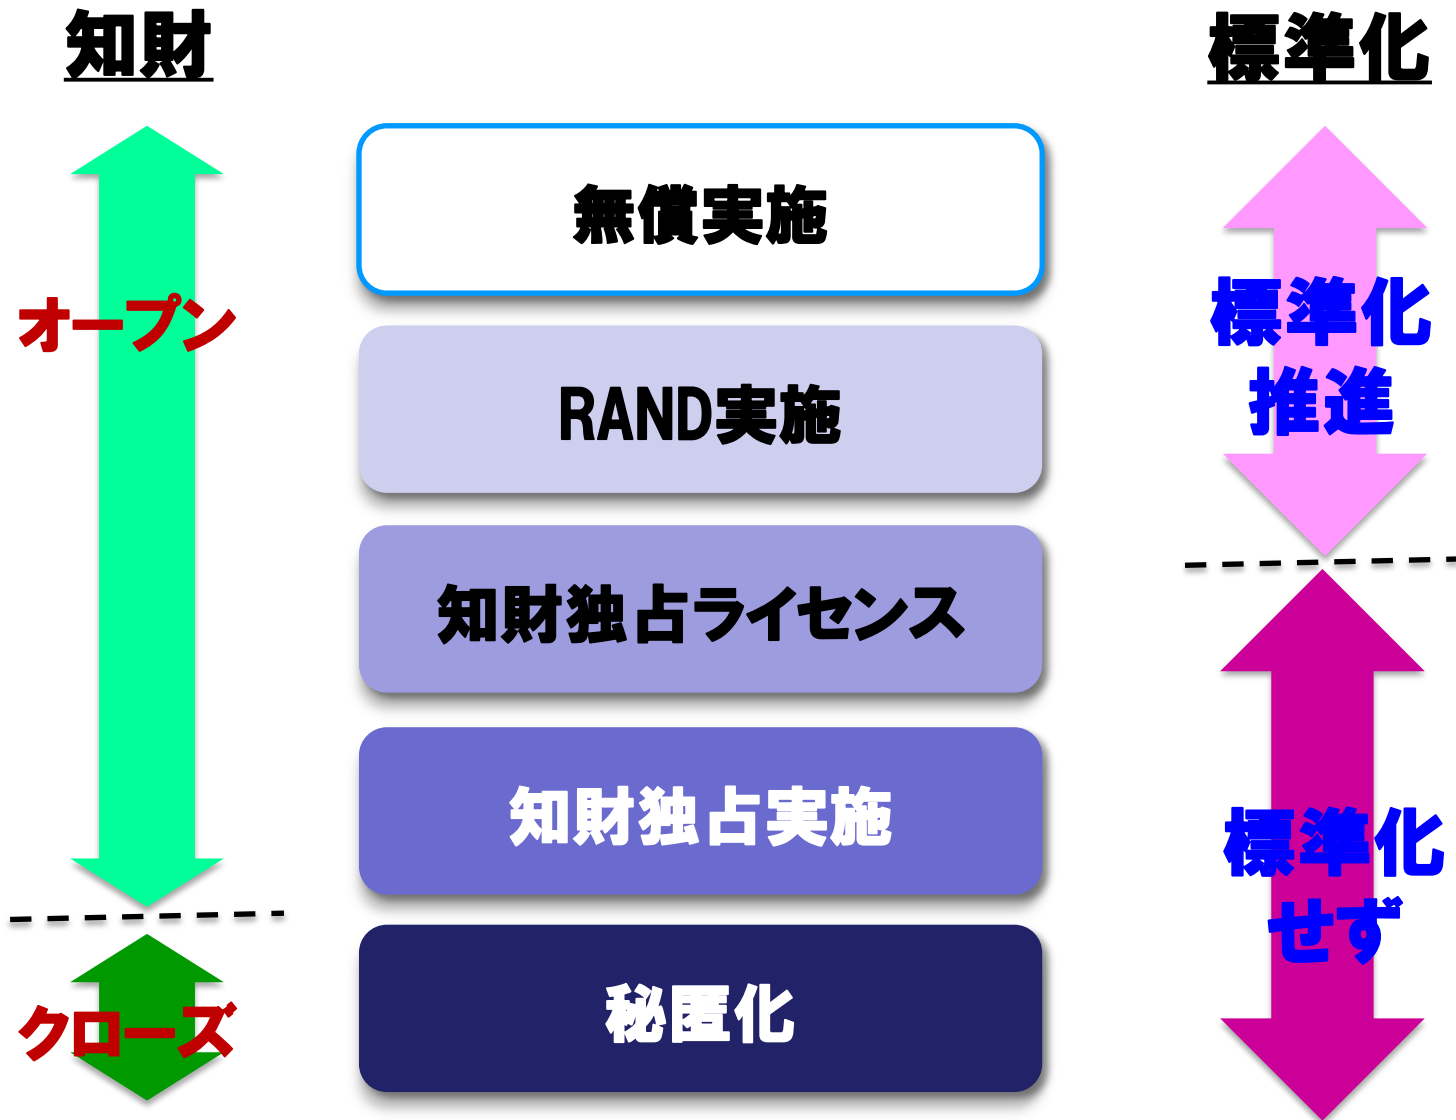 知財
標準化
無償実施
オープン
標準化
推進
RAND実施
知財独占ライセンス
知財独占実施
標準化
せず
秘匿化
クローズ